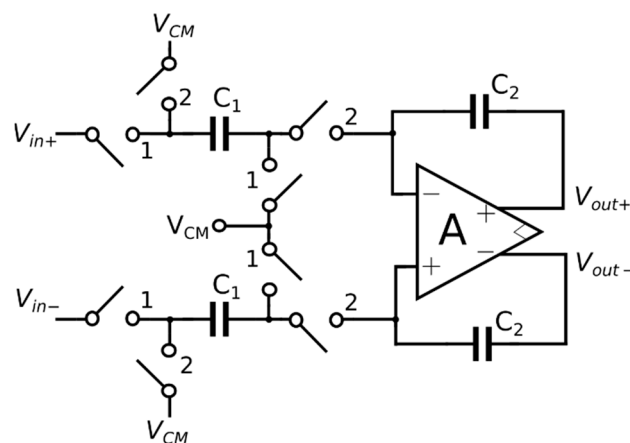 V_CM
2
C_1
C_2
V_in+
1
2
1
−
V_out+
+
V_CM
A
−
V_out−
1
+
V_in−
1
C_1
2
C_2
2
V_CM